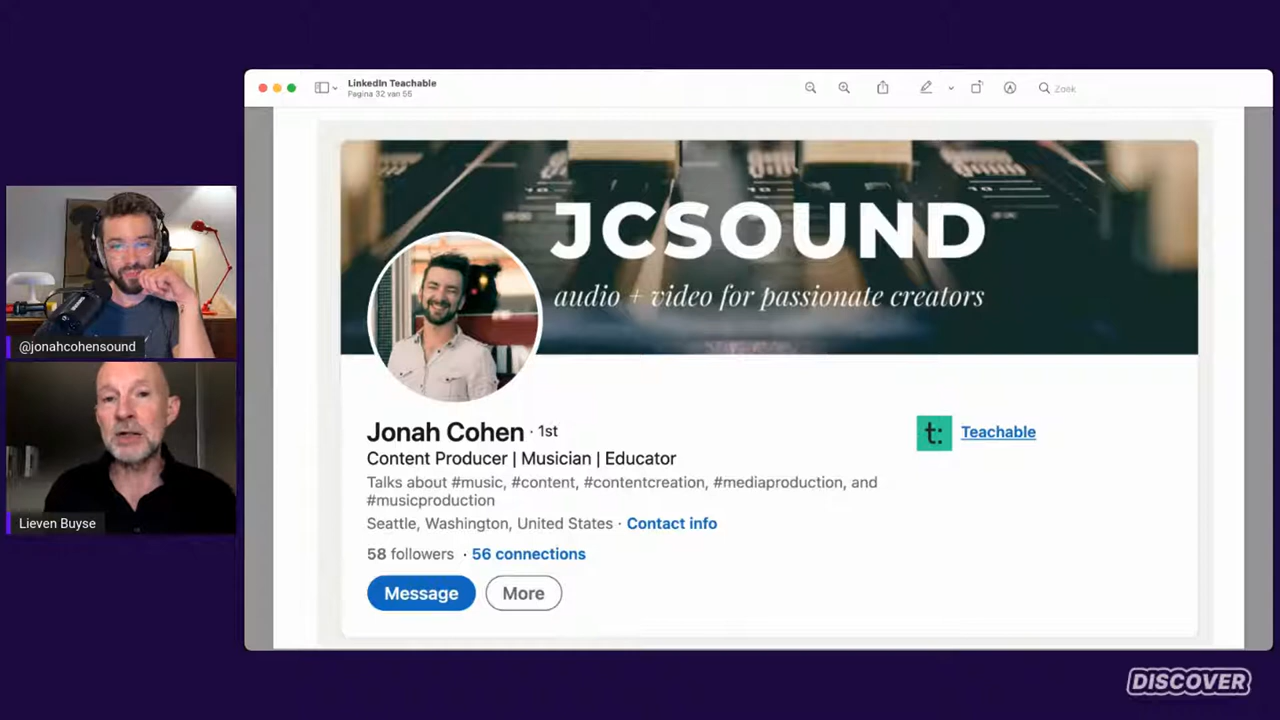 LinkedIn Teachable
Pagina 32 van 55
Zoek
JCSOUND
audio + video for passionate creators
@jonahcohensound
Lieven Buyse
Jonah Cohen · 1st
t: Teachable
Content Producer | Musician | Educator
Talks about #music, #content, #contentcreation, #mediaproduction, and
#musicproduction
Seattle, Washington, United States · Contact info
58 followers · 56 connections
Message More
DISCOVER